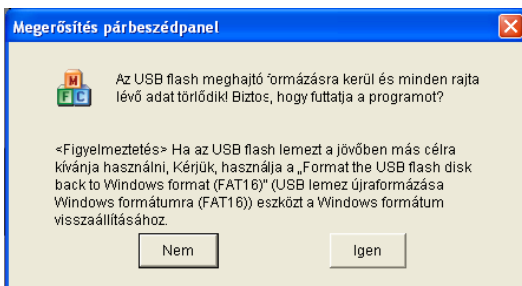 Megerősítés párbeszédpanel
M
F C
Az USB flash meghajtó formázásra kerül és minden rajta
lévő adat törlődik! Biztos, hogy futtatja a programot?
<Figyelmeztetés> Ha az USB flash lemezt a jövőben más célra
kívánja használni, Kérjük, használja a „Format the USB flash disk
back to Windows format (FAT16)" (USB lemez újraformázása
Windows formátumra (FAT16)) eszközt a Windows formátum
visszaállításához.
Nem
Igen